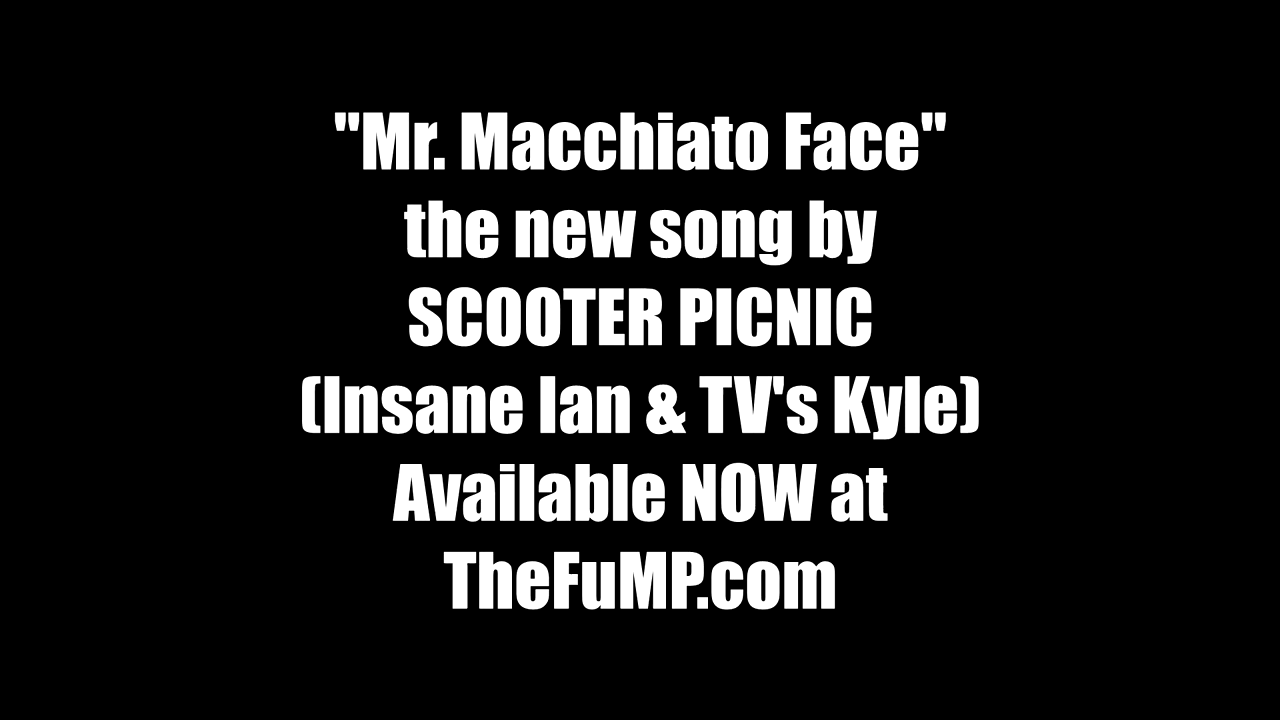 "Mr. Macchiato Face"
the new song by
SCOOTER PICNIC
(Insane Ian & TV's Kyle)
Available NOW at
TheFuMP.com